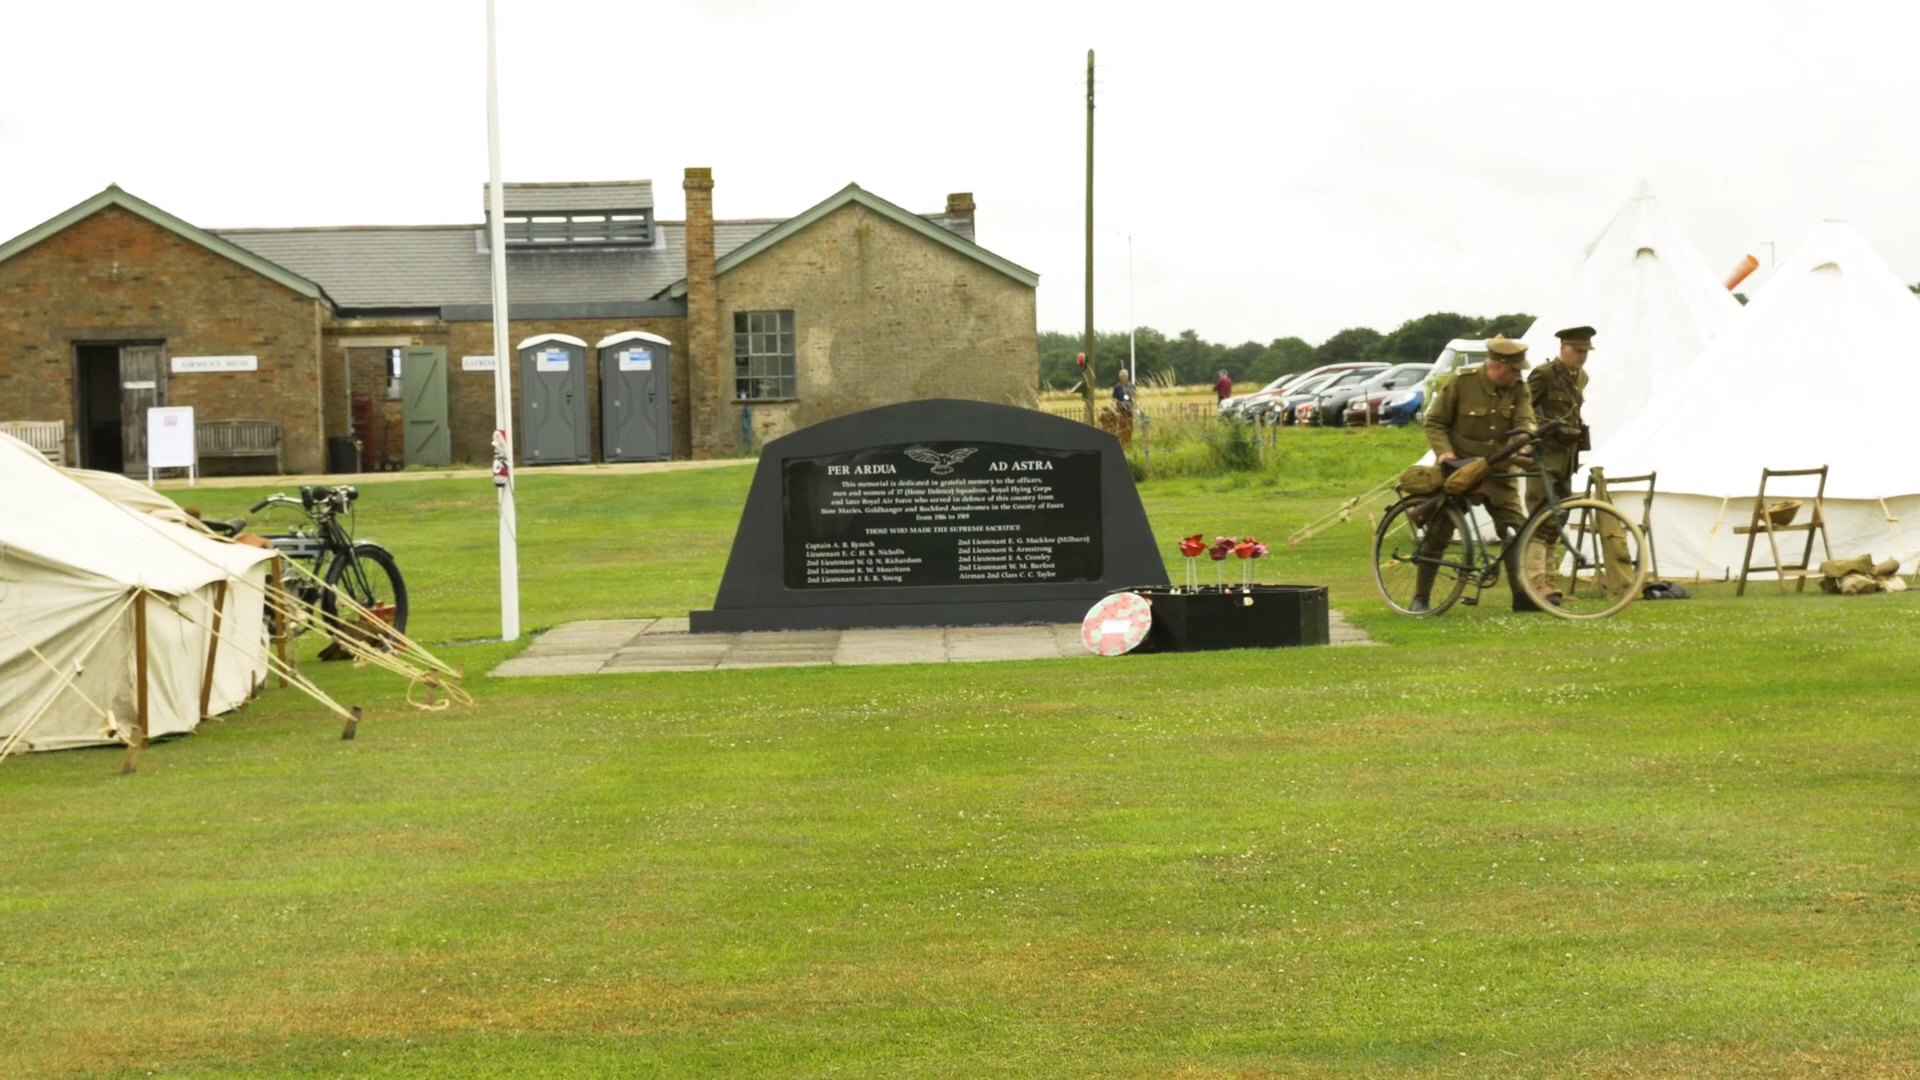 PER ARDUA AD ASTRA
This memorial is dedicated in grateful memory to the officers,
men and women of 37 (Home Defence) Squadron, Royal Flying Corps
and later Royal Air Force who served in defence of this country from
Stow Maries, Goldhanger and Rochford Aerodromes in the County of Essex
from 1916 to 1919
THOSE WHO MADE THE SUPREME SACRIFICE
Captain A. B. Kynoch
Lieutenant E. C. H. R. Nicholls
2nd Lieutenant W. Q. N. Richardson
2nd Lieutenant R. W. Mouritzen
2nd Lieutenant J. E. R. Young
2nd Lieutenant E. G. Mucklow (Milburn)
2nd Lieutenant S. Armstrong
2nd Lieutenant F. A. Crowley
2nd Lieutenant W. M. Burfoot
Airman 2nd Class C. C. Taylor
AIRMEN'S MESS